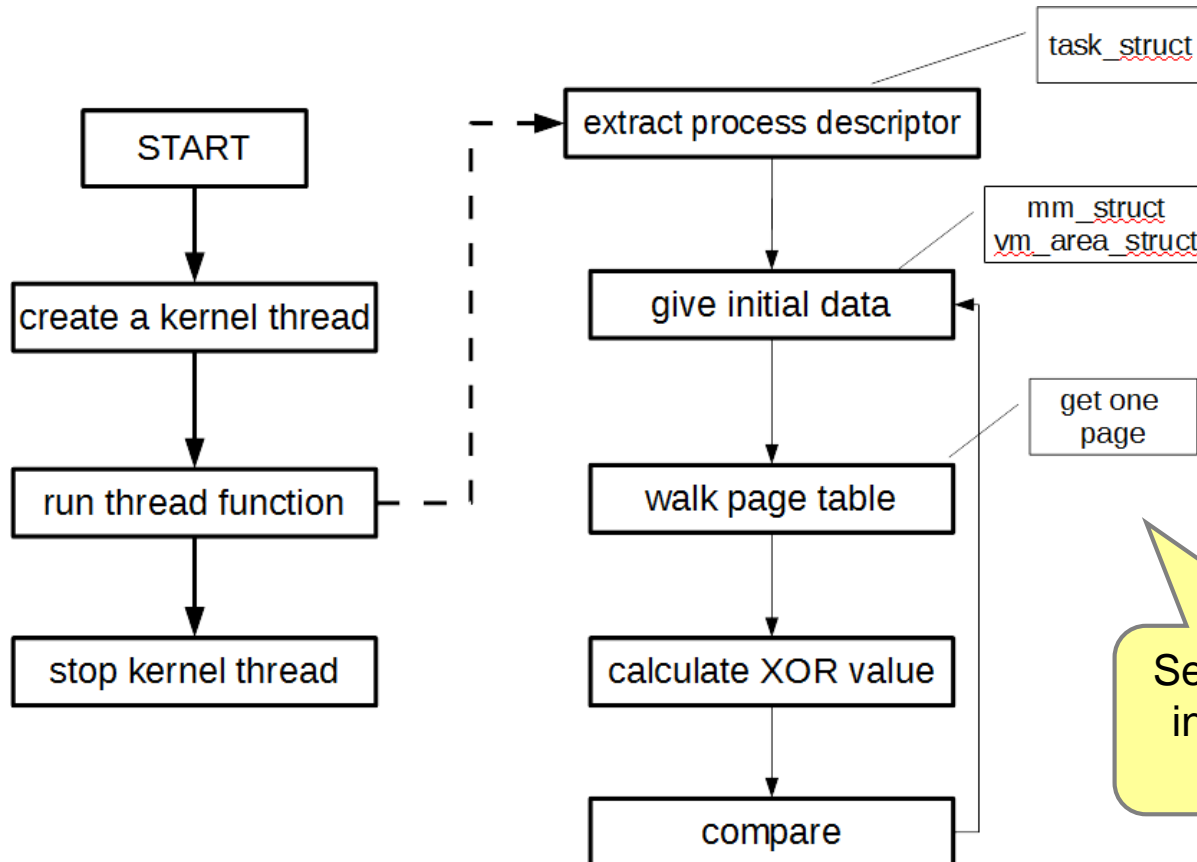 START
create a kernel thread
run thread function
stop kernel thread
task_struct
extract process descriptor
mm_struct
vm_area_struct
give initial data
get one
page
walk page table
calculate XOR value
compare